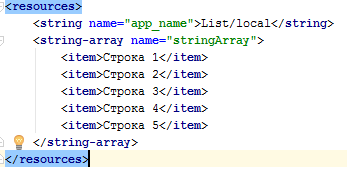 <resources>
<string name="app_name">List/local</string>
<string-array name="stringArray">
<item>Строка 1</item>
<item>Строка 2</item>
<item>Строка 3</item>
<item>Строка 4</item>
<item>Строка 5</item>
</string-array>
</resources>